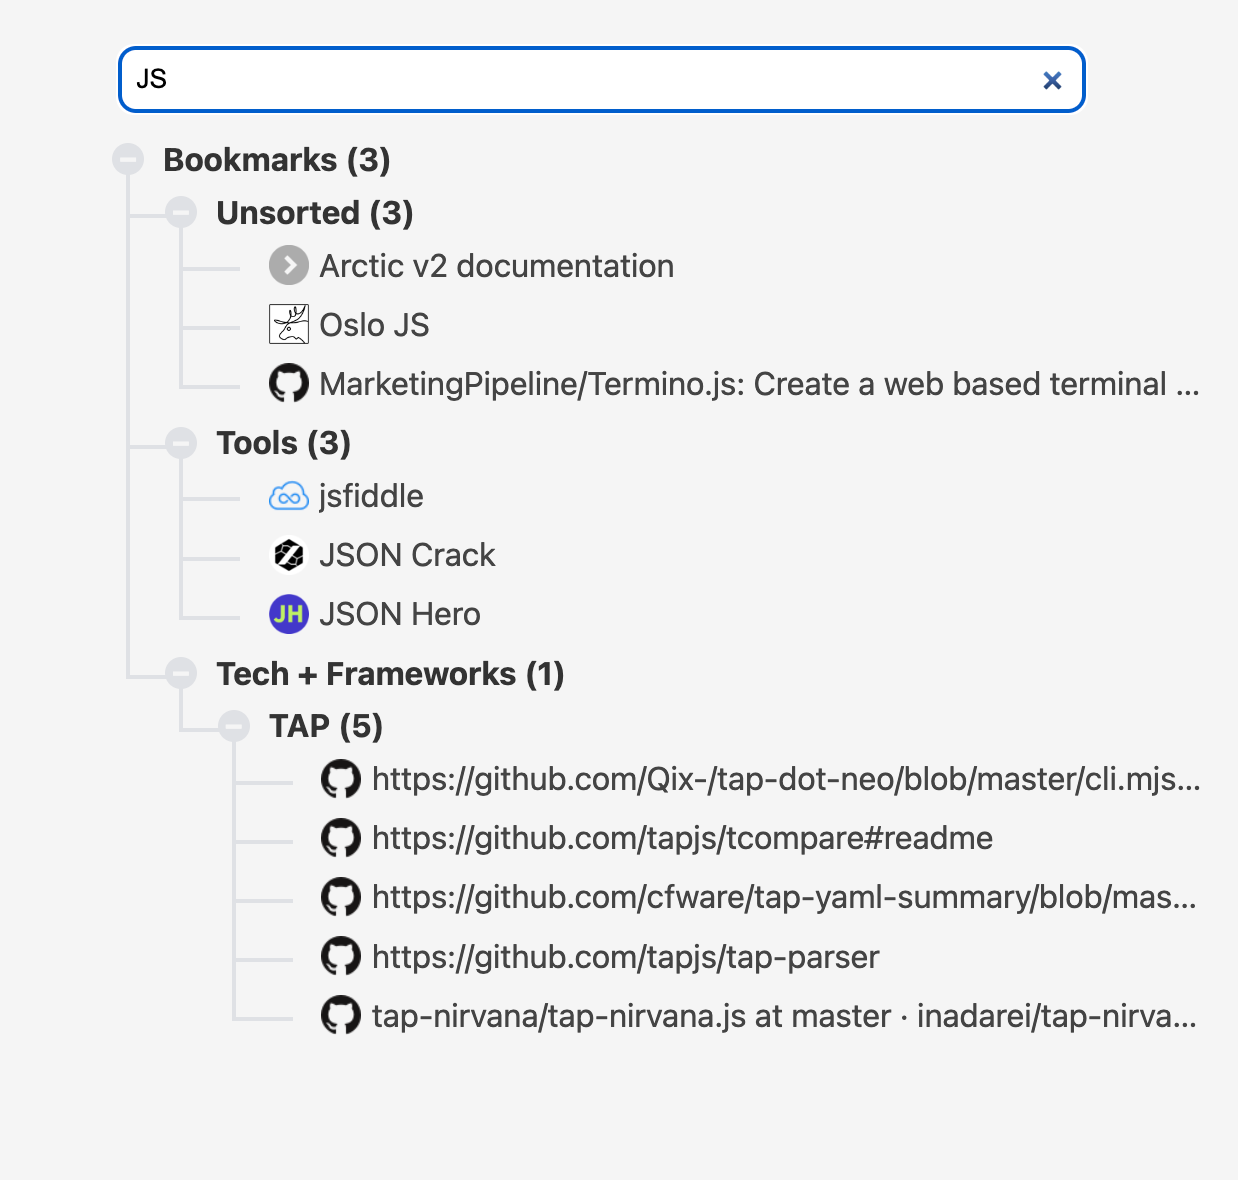 JS
Bookmarks (3)
Unsorted (3)
Arctic v2 documentation
Oslo JS
MarketingPipeline/Termino.js: Create a web based terminal ...
Tools (3)
jsfiddle
JSON Crack
JH JSON Hero
Tech + Frameworks (1)
TAP (5)
https://github.com/Qix-/tap-dot-neo/blob/master/cli.mjs...
https://github.com/tapjs/tcompare#readme
https://github.com/cfware/tap-yaml-summary/blob/mas...
https://github.com/tapjs/tap-parser
tap-nirvana/tap-nirvana.js at master · inadarei/tap-nirva...